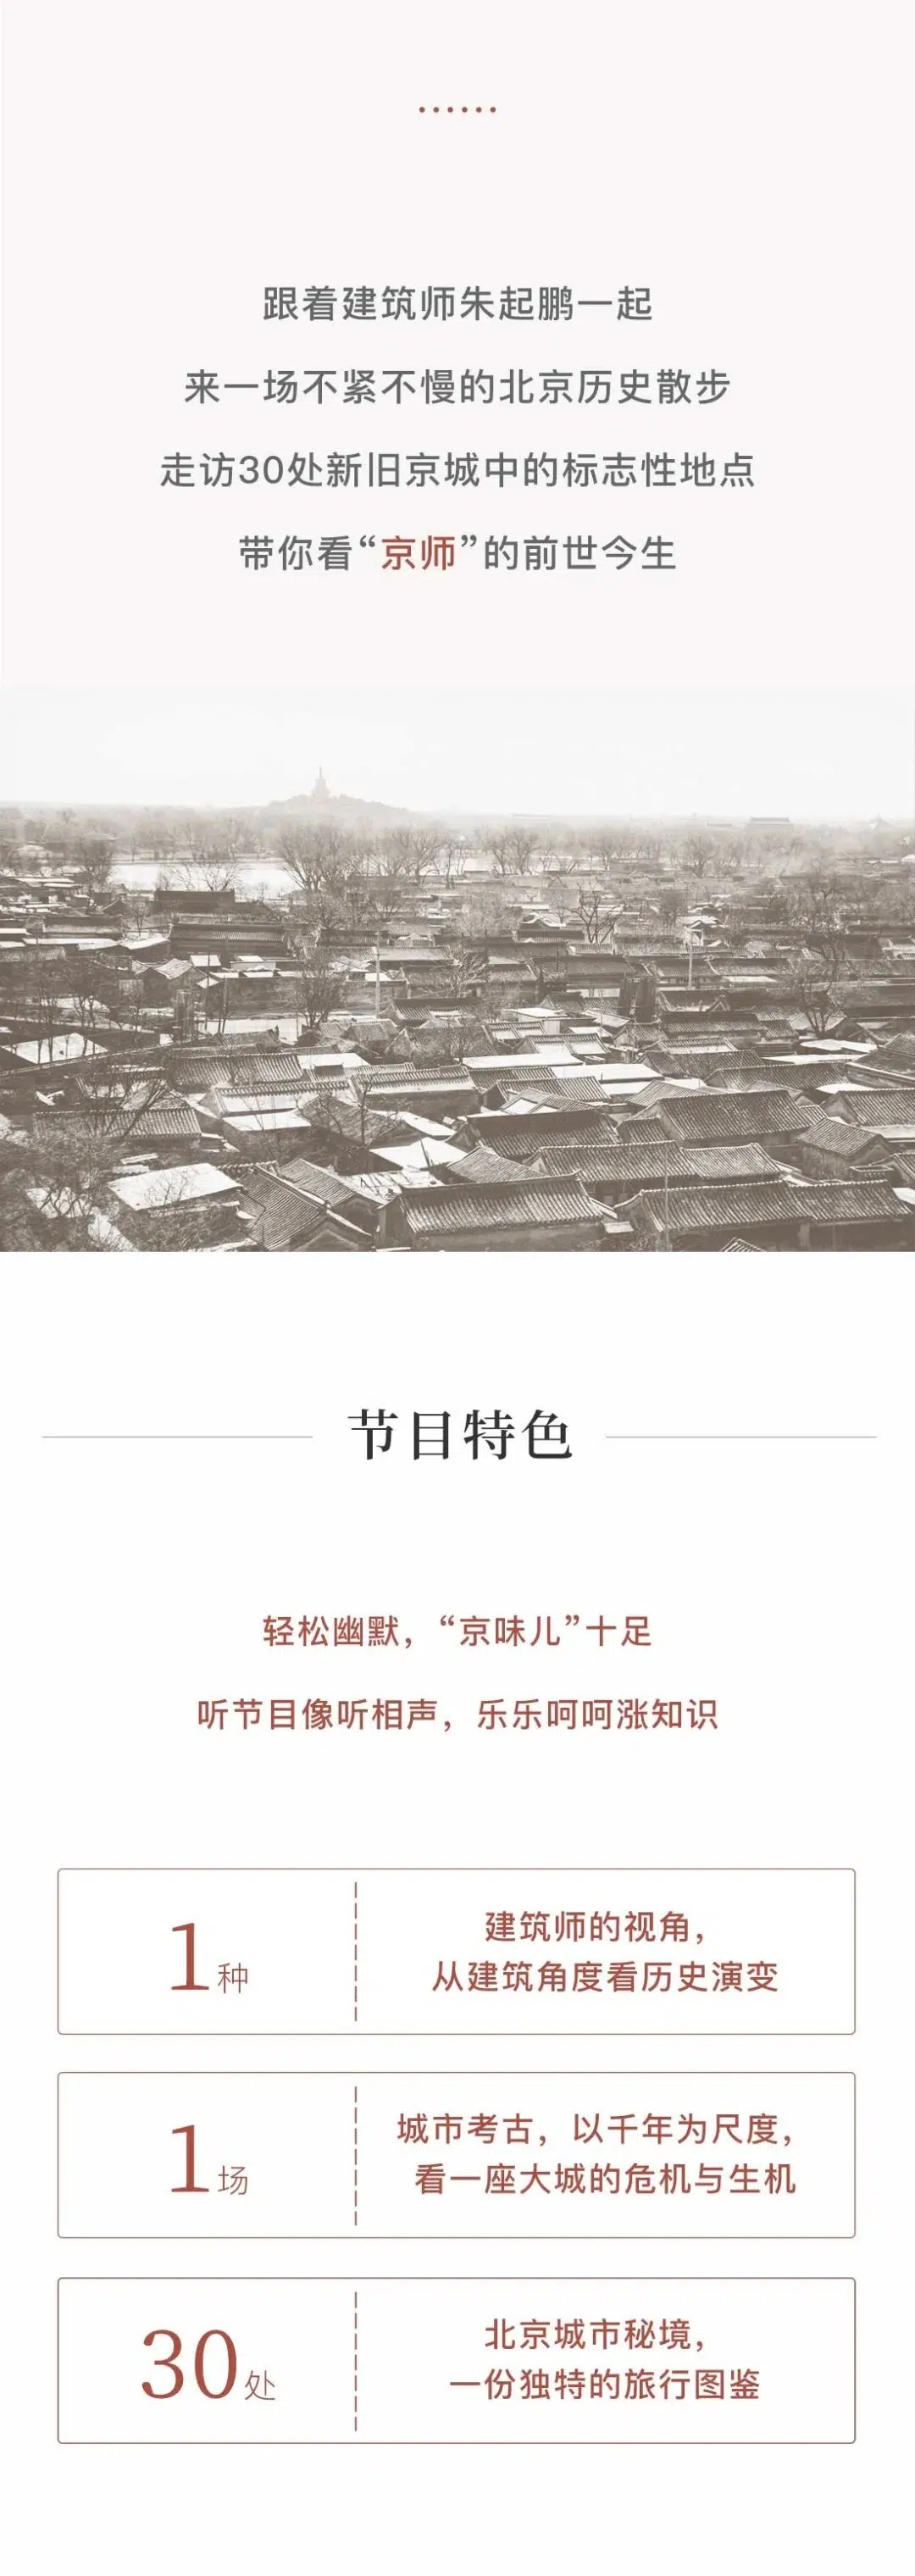 跟着建筑师朱起鹏一起
来一场不紧不慢的北京历史散步
走访30处新旧京城中的标志性地点
带你看“京师”的前世今生
节目特色
轻松幽默，“京味儿”十足
听节目像听相声，乐乐呵呵涨知识
1种
建筑师的视角，
从建筑角度看历史演变
1场
城市考古，以千年为尺度，
看一座大城的危机与生机
30处
北京城市秘境，
一份独特的旅行图鉴